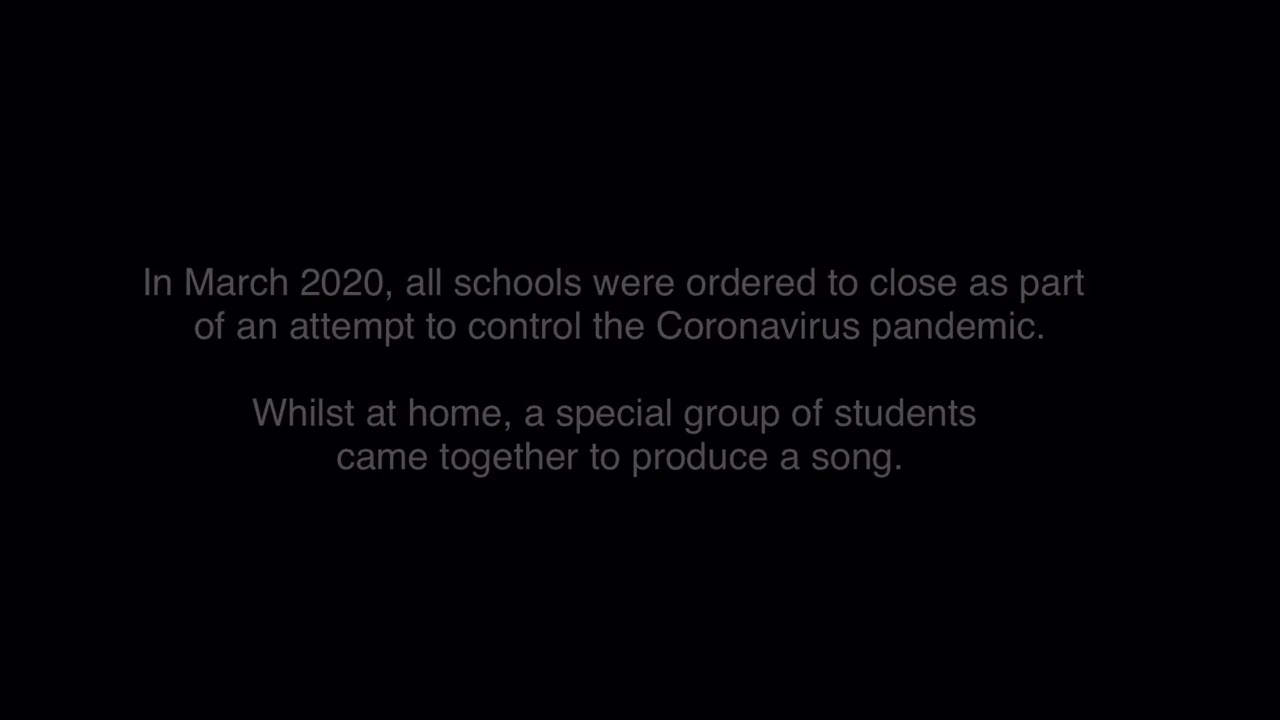 In March 2020, all schools were ordered to close as part
of an attempt to control the Coronavirus pandemic.
Whilst at home, a special group of students
came together to produce a song.